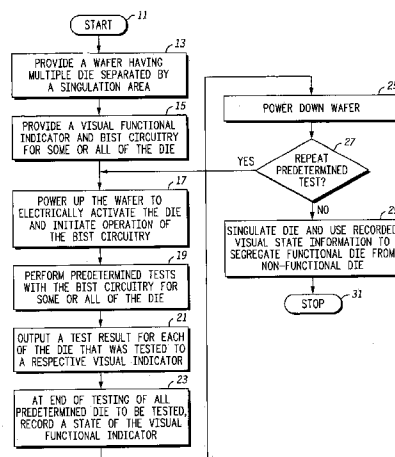 START
11
13
PROVIDE A WAFER HAVING
MULTIPLE DIE SEPARATED BY
A SINGULATION AREA
15
PROVIDE A VISUAL FUNCTIONAL
INDICATOR AND BIST CIRCUITRY
FOR SOME OR ALL OF THE DIE
17
POWER UP THE WAFER TO
ELECTRICALLY ACTIVATE THE DIE
AND INITIATE OPERATION OF
THE BIST CIRCUITRY
19
PERFORM PREDETERMINED TESTS
WITH THE BIST CIRCUITRY FOR
SOME OR ALL OF THE DIE
21
OUTPUT A TEST RESULT FOR EACH
OF THE DIE THAT WAS TESTED TO
A RESPECTIVE VISUAL INDICATOR
23
AT END OF TESTING OF ALL
PREDETERMINED DIE TO BE TESTED,
RECORD A STATE OF THE VISUAL
FUNCTIONAL INDICATOR
POWER DOWN WAFER
27
REPEAT
PREDETERMINED
TEST?
YES
NO
SINGULATE DIE AND USE RECORDED
VISUAL STATE INFORMATION TO
SEGREGATE FUNCTIONAL DIE FROM
NON-FUNCTIONAL DIE
STOP
31